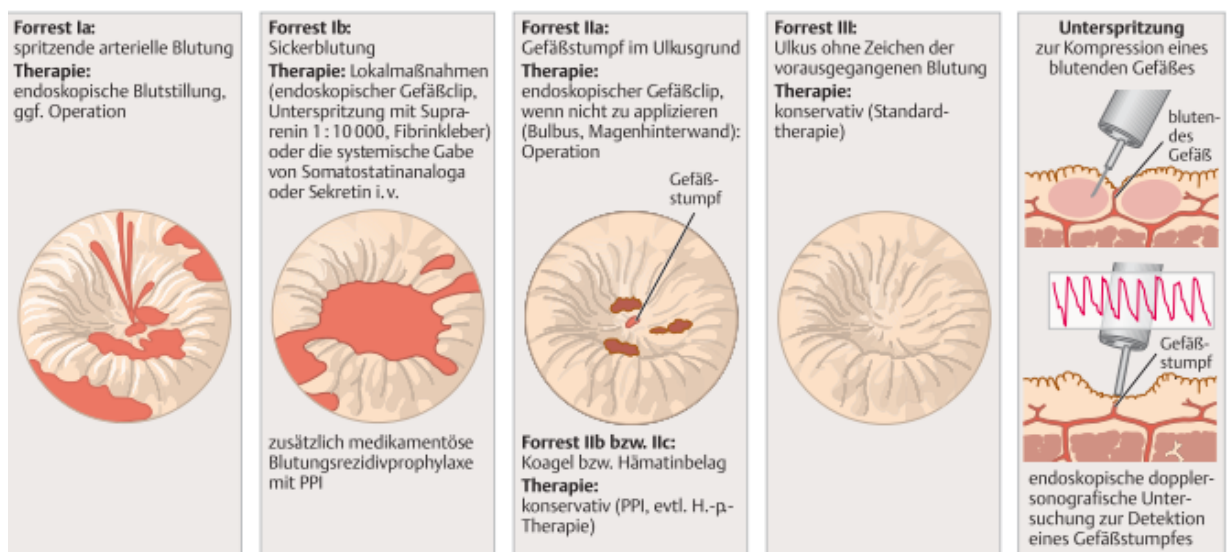 Forrest Ia:
spritzende arterielle Blutung
Therapie:
endoskopische Blutstillung,
ggf. Operation
Forrest Ib:
Sickerblutung
Therapie: Lokalmaßnahmen
(endoskopischer Gefäßclip,
Unterspritzung mit Supra-
renin 1 : 10 000, Fibrinkleber)
oder die systemische Gabe
von Somatostatinanaloga
oder Sekretin i. v.
zusätzlich medikamentöse
Blutungsrezidivprophylaxe
mit PPI
Forrest IIa:
Gefäßstumpf im Ulkusgrund
Therapie:
endoskopischer Gefäßclip,
wenn nicht zu applizieren
(Bulbus, Magenhinterwand):
Operation
Gefäß-
stumpf
Forrest IIb bzw. IIc:
Koagel bzw. Hämatinbelag
Therapie:
konservativ (PPI, evtl. H.-p.-
Therapie)
Forrest III:
Ulkus ohne Zeichen der
vorausgegangenen Blutung
Therapie:
konservativ (Standard-
therapie)
Unterspritzung
zur Kompression eines
blutenden Gefäßes
bluten-
des
Gefäß
Gefäß-
stumpf
endoskopische doppler-
sonografische Unter-
suchung zur Detektion
eines Gefäßstumpfes